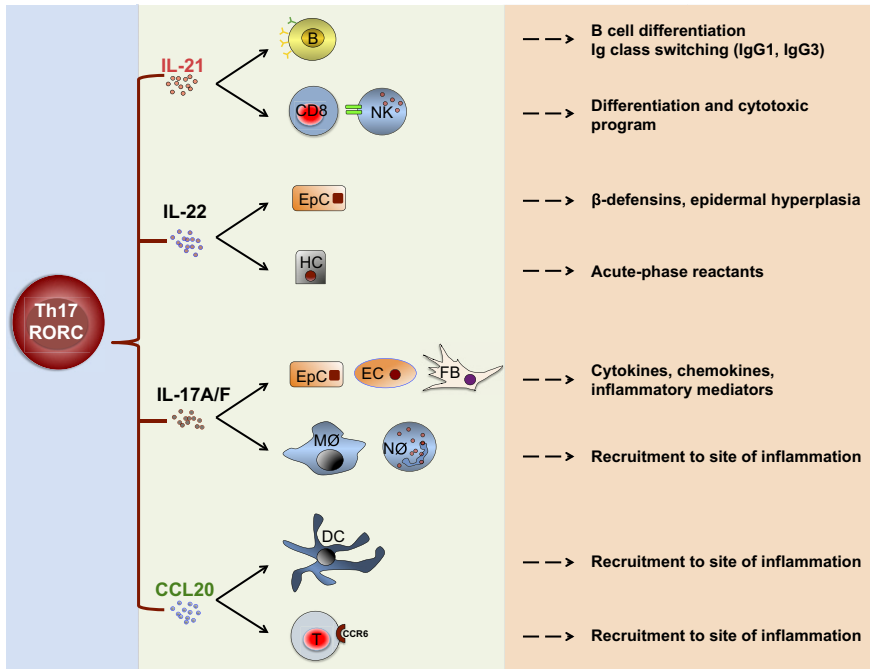 Th17
RORC
IL-21
B
B cell differentiation
Ig class switching (IgG1, IgG3)
CD8
NK
Differentiation and cytotoxic
program
IL-22
EpC
β-defensins, epidermal hyperplasia
HC
Acute-phase reactants
IL-17A/F
EpC
EC
FB
Cytokines, chemokines,
inflammatory mediators
MØ
NØ
Recruitment to site of inflammation
CCL20
DC
Recruitment to site of inflammation
T
CCR6
Recruitment to site of inflammation